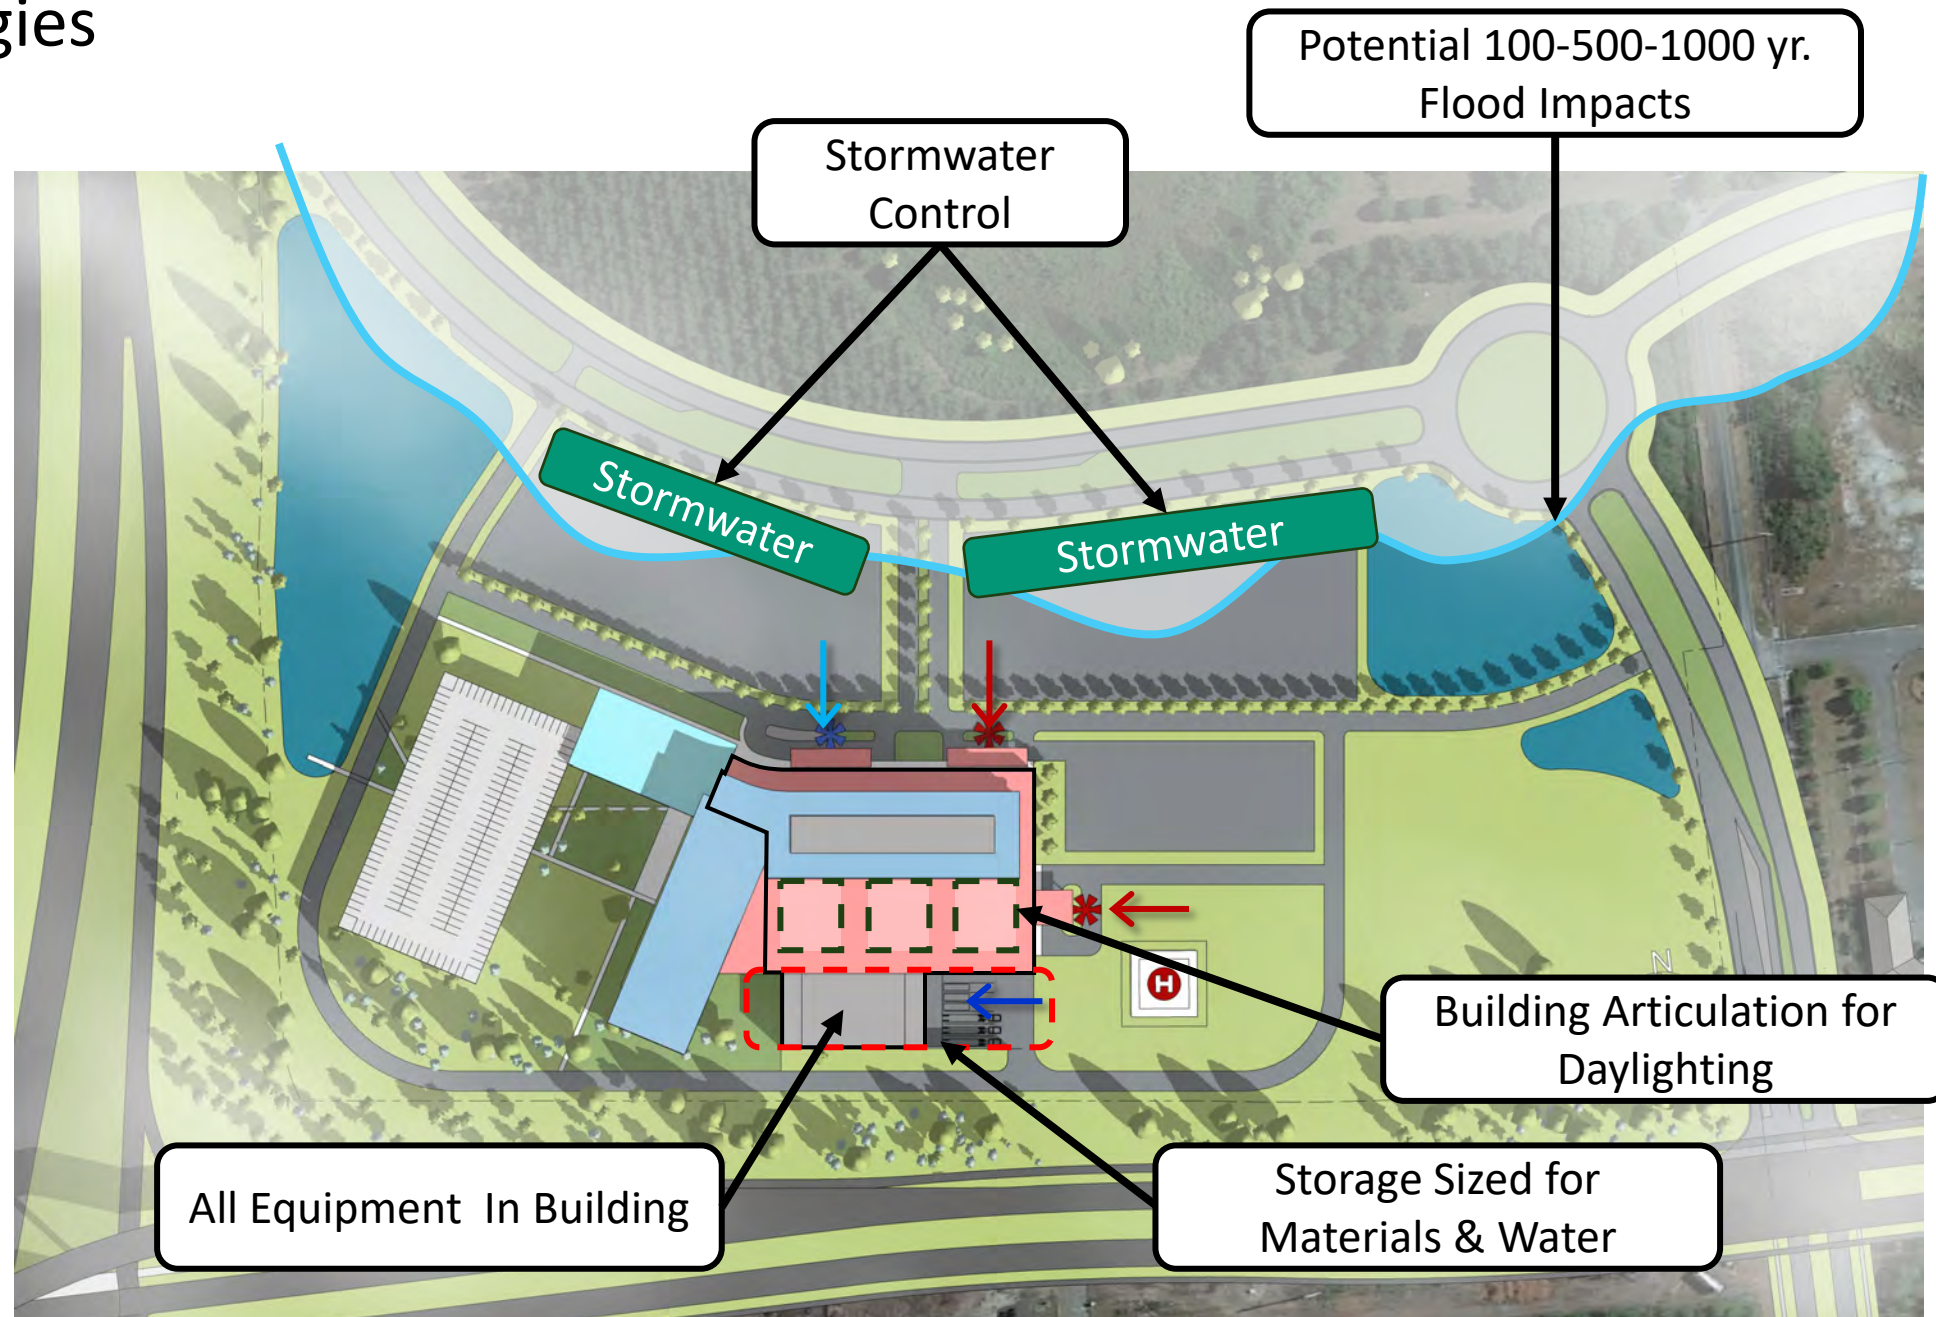 gies
Potential 100-500-1000 yr.
Flood Impacts
Stormwater
Control
Stormwater
Stormwater
N
H
Building Articulation for
Daylighting
All Equipment  In Building
Storage Sized for
Materials & Water